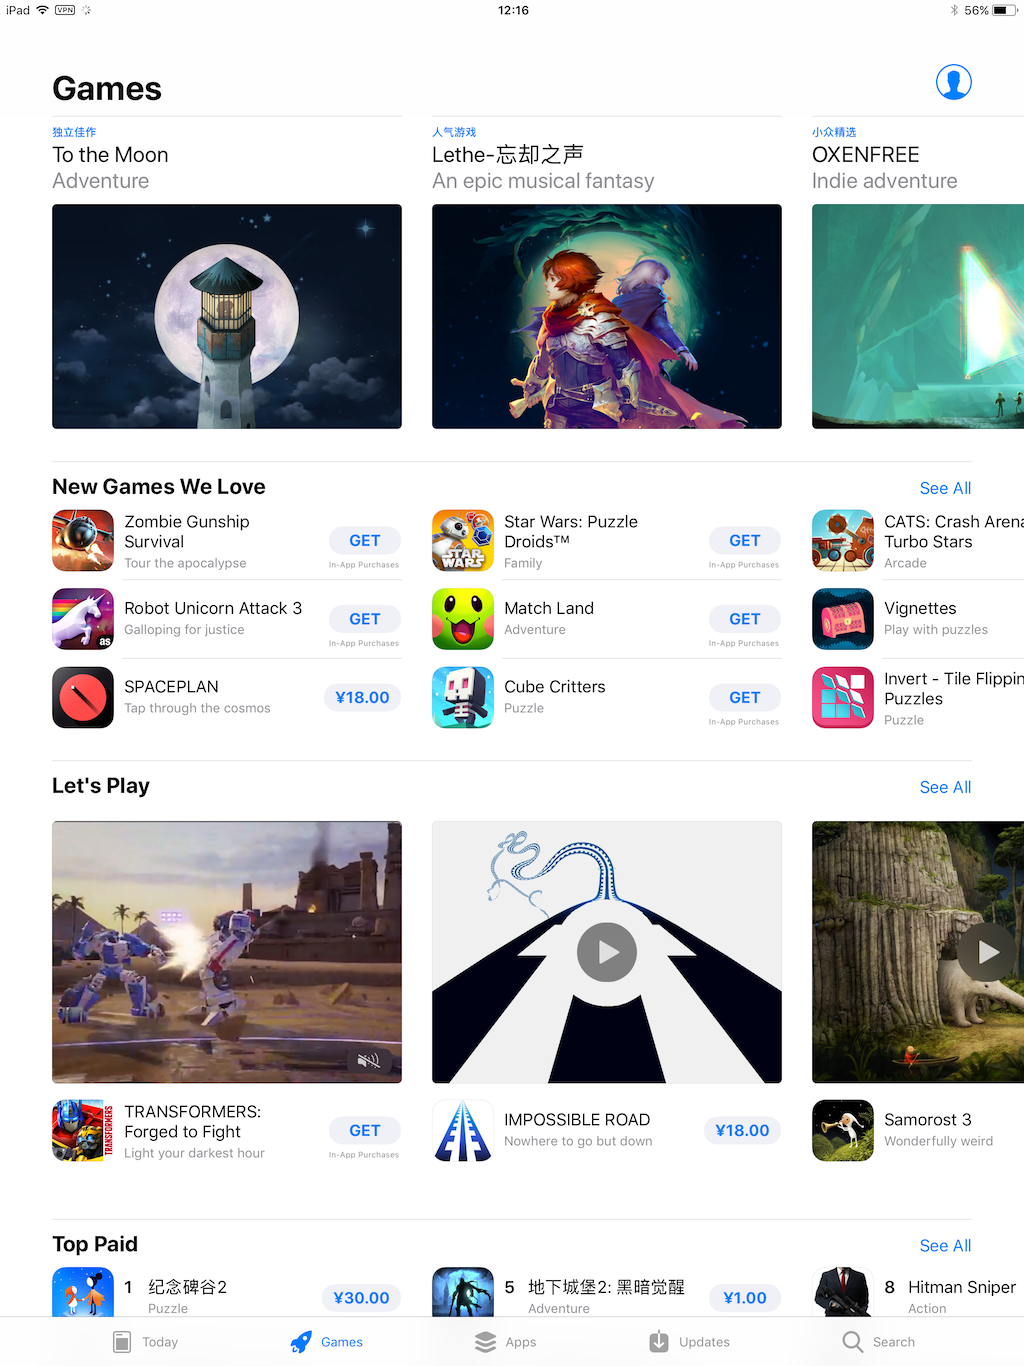 iPad VPN 12:16 56%
Games
独立佳作
To the Moon
Adventure
人气游戏
Lethe-忘却之声
An epic musical fantasy
小众精选
OXENFREE
Indie adventure
New Games We Love See All
Zombie Gunship
Survival
Tour the apocalypse
GET
In-App Purchases
STAR
WARS
Star Wars: Puzzle
Droids™
Family
GET
In-App Purchases
CATS: Crash Arena
Turbo Stars
Arcade
as
Robot Unicorn Attack 3
Galloping for justice
GET
In-App Purchases
Match Land
Adventure
GET
In-App Purchases
Vignettes
Play with puzzles
SPACEPLAN
Tap through the cosmos
¥18.00
Cube Critters
Puzzle
GET
In-App Purchases
Invert - Tile Flippin
Puzzles
Puzzle
Let's Play See All
TRANSFORMERS
TRANSFORMERS:
Forged to Fight
Light your darkest hour
GET
In-App Purchases
IMPOSSIBLE ROAD
Nowhere to go but down
¥18.00
Samorost 3
Wonderfully weird
Top Paid See All
1 纪念碑谷2
Puzzle
¥30.00
5 地下城堡2: 黑暗觉醒
Adventure
¥1.00
8 Hitman Sniper
Action
Today Games Apps Updates Search